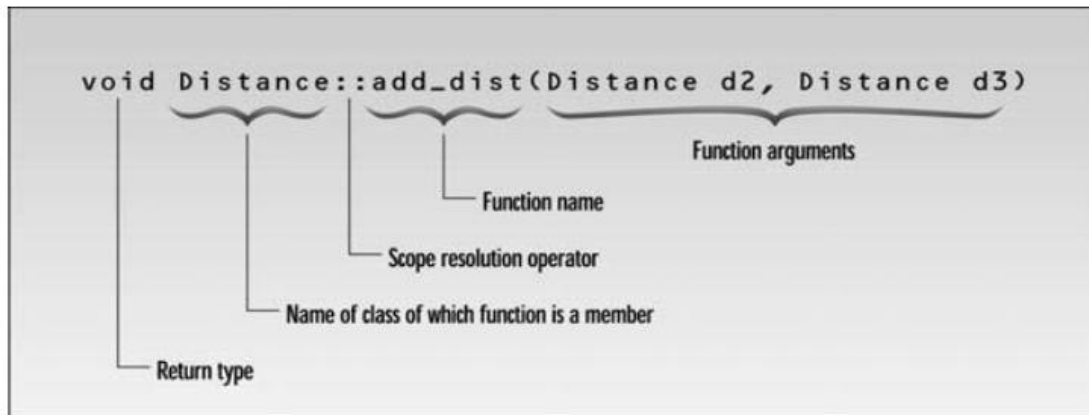 void Distance::add_dist(Distance d2, Distance d3)
Function arguments
Function name
Scope resolution operator
Name of class of which function is a member
Return type